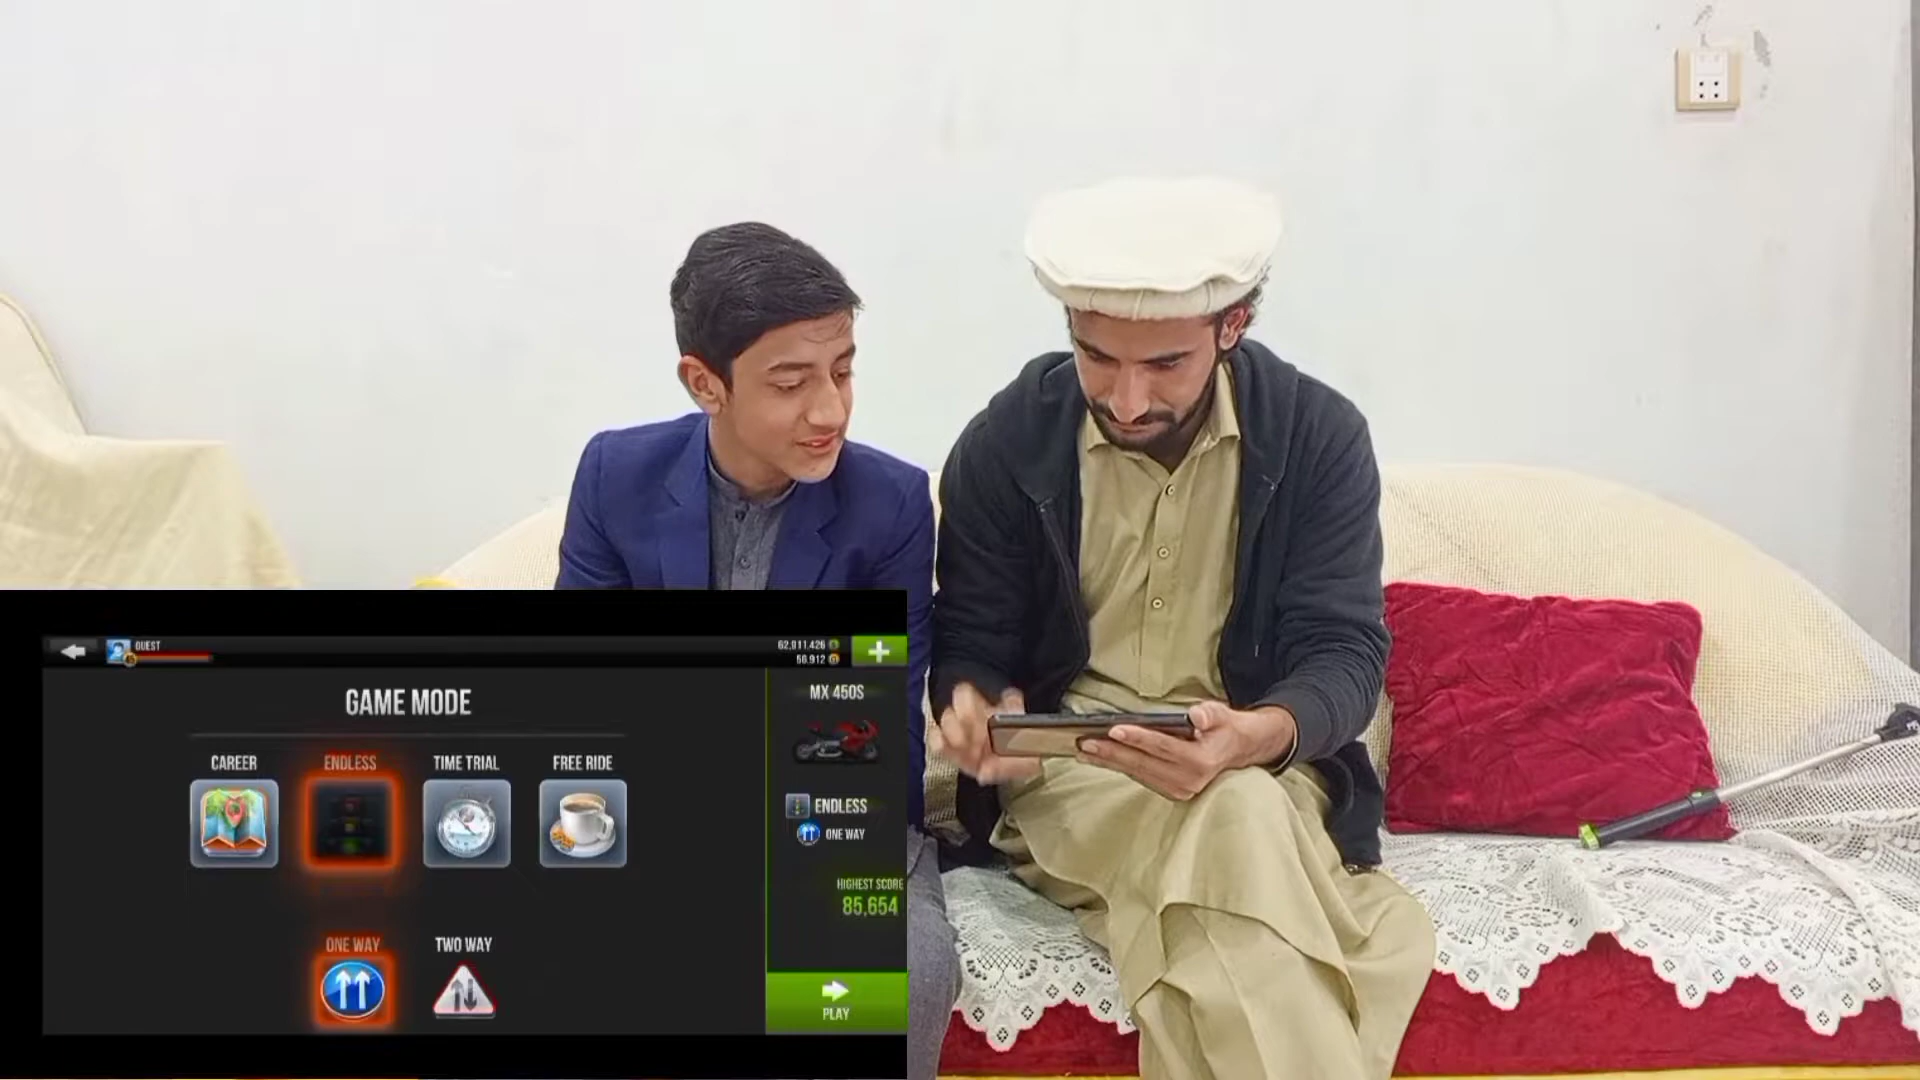 GUEST
62,911,426
56,912
GAME MODE
CAREER
ENDLESS
TIME TRIAL
FREE RIDE
ONE WAY
TWO WAY
MX 450S
ENDLESS
ONE WAY
HIGHEST SCORE
85,654
PLAY